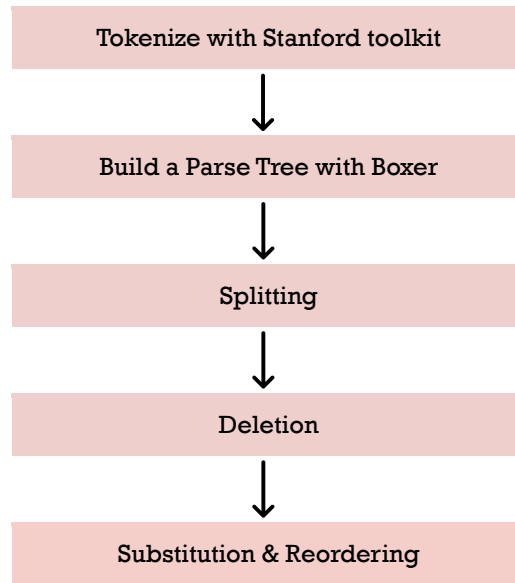 Tokenize with Stanford toolkit
Build a Parse Tree with Boxer
Splitting
Deletion
Substitution & Reordering